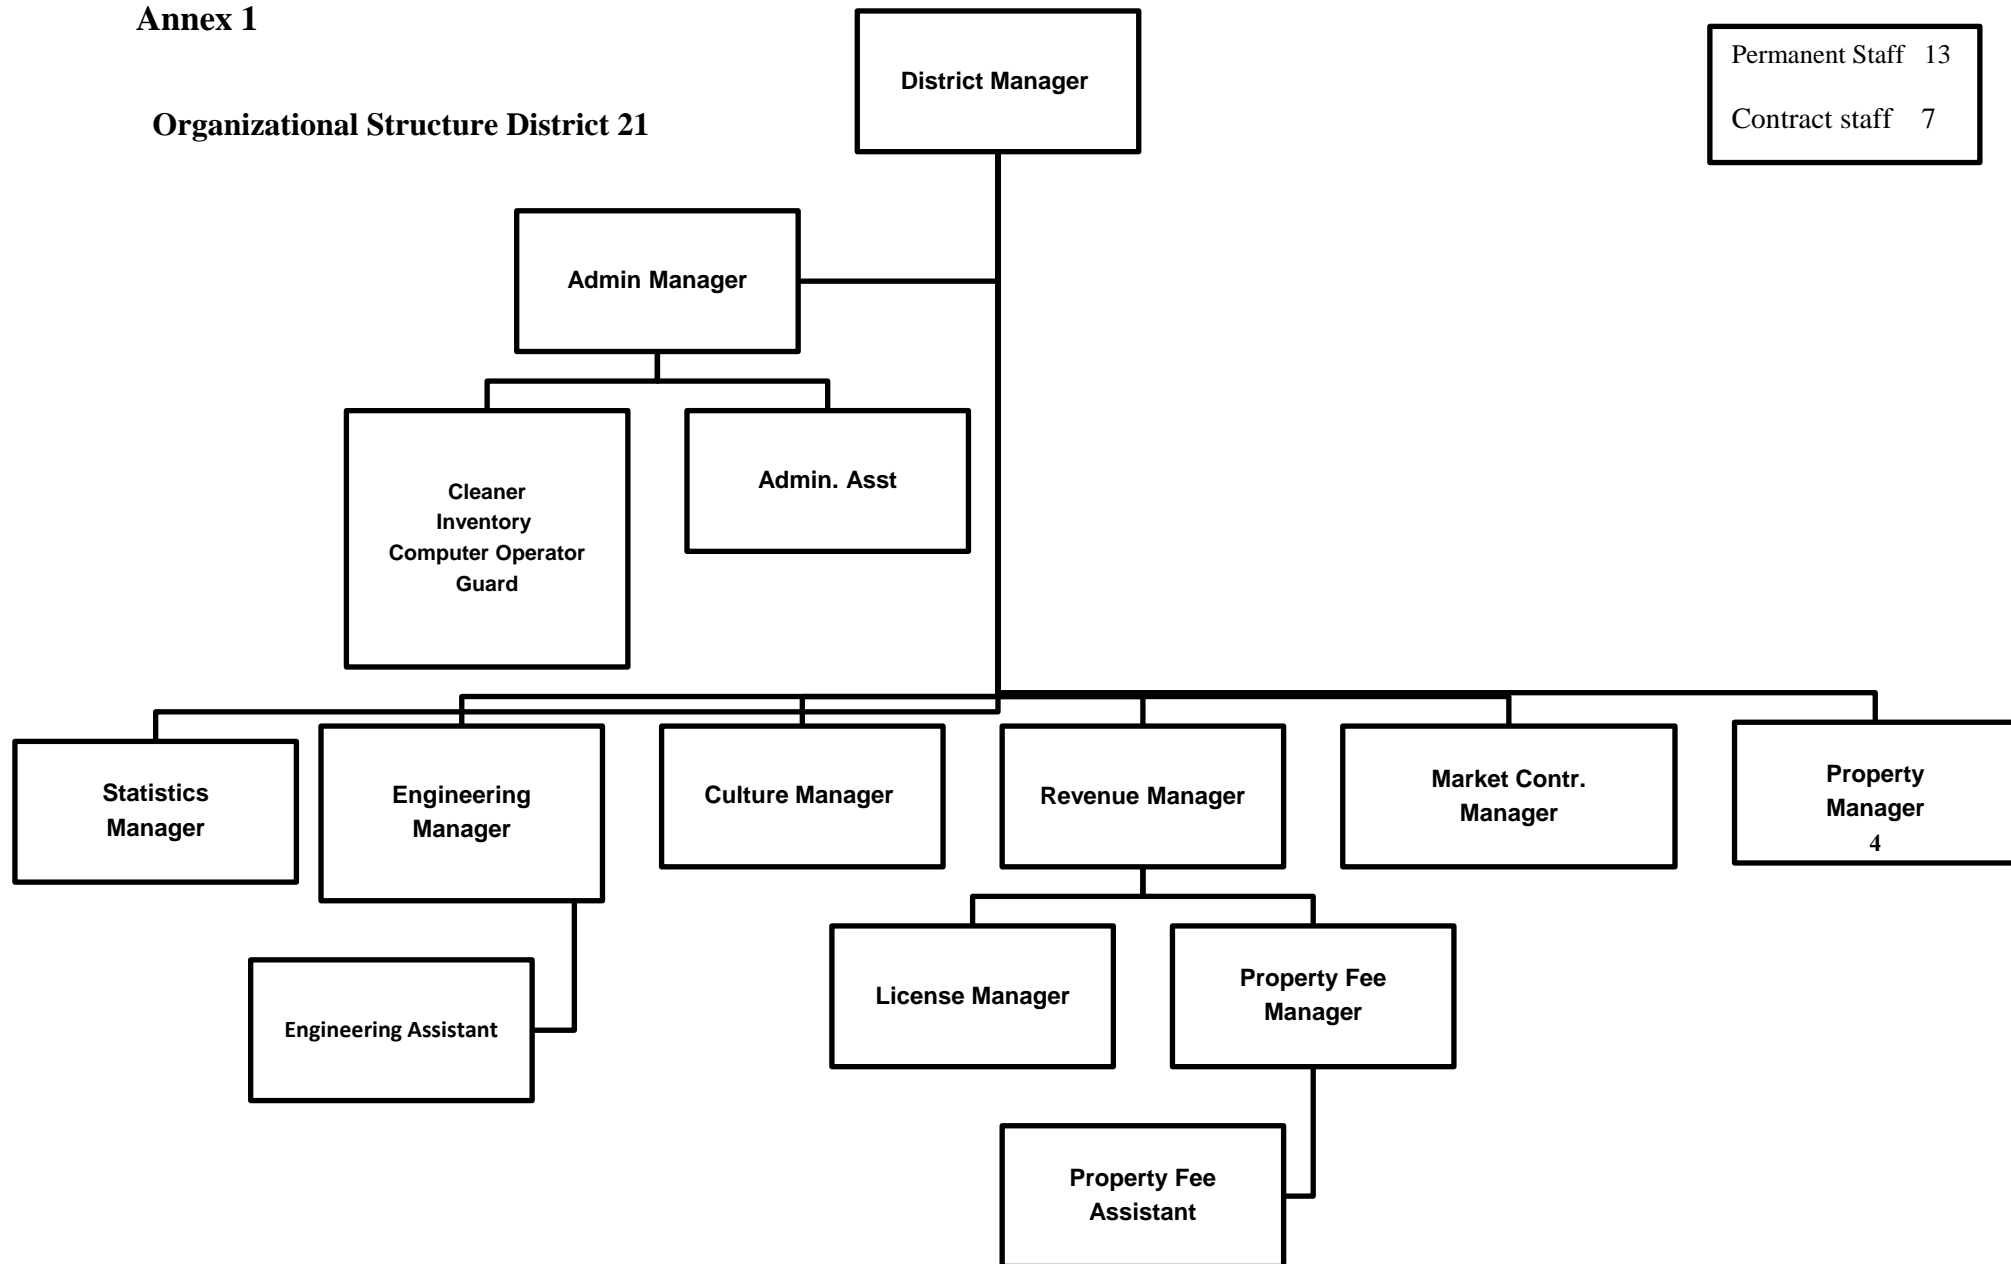 Annex 1
District Manager
Permanent Staff 13
Contract staff 7
Organizational Structure District 21
Admin Manager
Cleaner
Inventory
Computer Operator
Guard
Admin. Asst
Statistics
Manager
Engineering
Manager
Culture Manager
Revenue Manager
Market Contr.
Manager
Property
Manager
4
Engineering Assistant
License Manager
Property Fee
Manager
Property Fee
Assistant